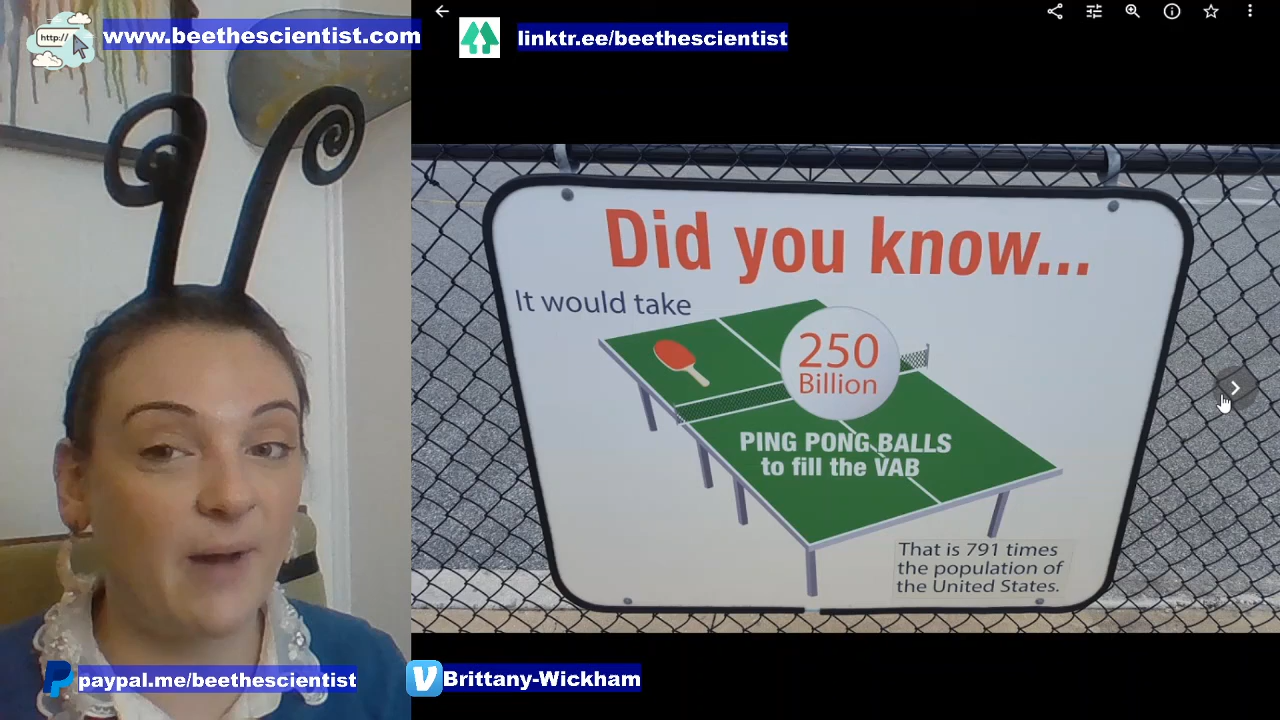 http://
www.beethescientist.com
linktr.ee/beethescientist
Did you know...
It would take
250
Billion
PING PONG BALLS
to fill the VAB
That is 791 times
the population of
the United States.
paypal.me/beethescientist
Brittany-Wickham